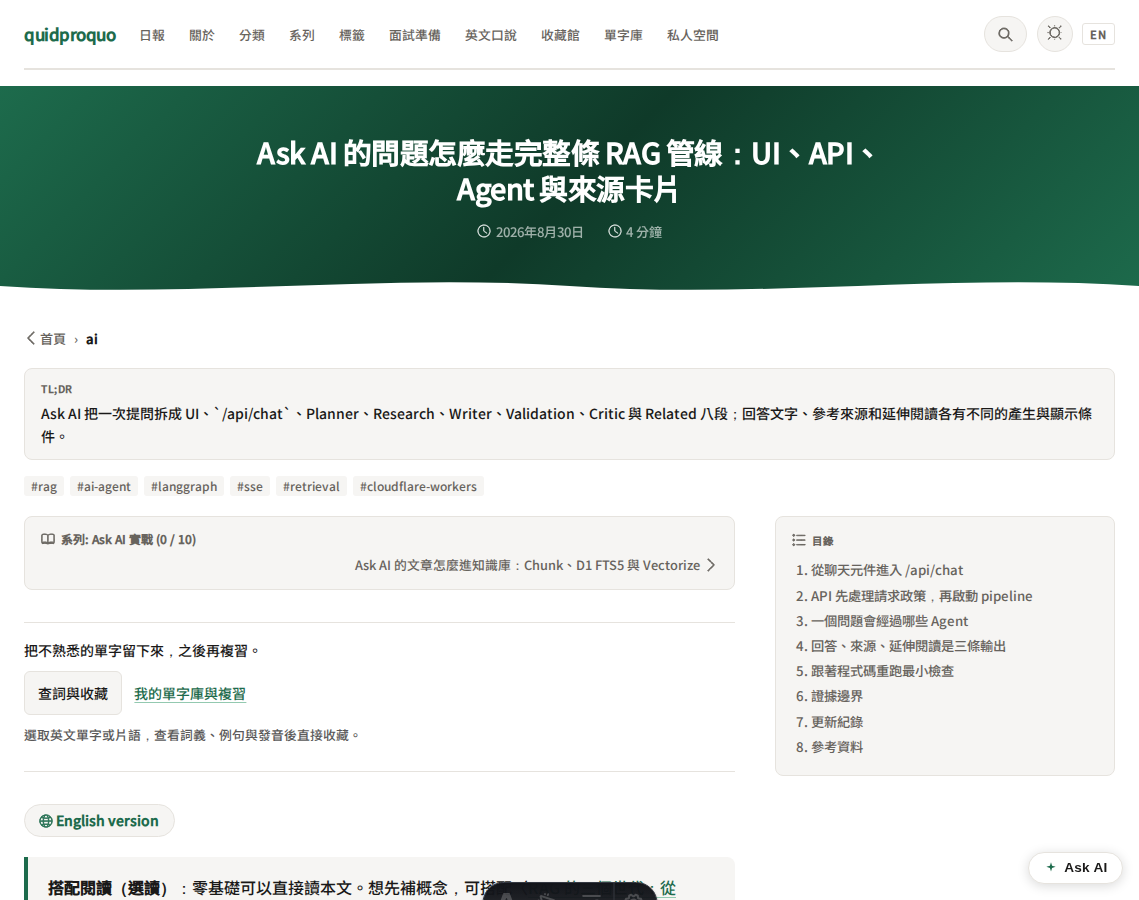 quidproquo 日報 關於 分類 系列 標籤 面試準備 英文口說 收藏館 單字庫 私人空間 EN
Ask AI 的問題怎麼走完整條 RAG 管線：UI、API、
Agent 與來源卡片
2026年8月30日 4 分鐘
首頁 › ai
TL;DR
Ask AI 把一次提問拆成 UI、`/api/chat`、Planner、Research、Writer、Validation、Critic 與 Related 八段；回答文字、參考來源和延伸閱讀各有不同的產生與顯示條
件。
#rag #ai-agent #langgraph #sse #retrieval #cloudflare-workers
系列: Ask AI 實戰 (0 / 10)
Ask AI 的文章怎麼進知識庫：Chunk、D1 FTS5 與 Vectorize
目錄
1. 從聊天元件進入 /api/chat
2. API 先處理請求政策，再啟動 pipeline
3. 一個問題會經過哪些 Agent
4. 回答、來源、延伸閱讀是三條輸出
5. 跟著程式碼重跑最小檢查
6. 證據邊界
7. 更新紀錄
8. 參考資料
把不熟悉的單字留下來，之後再複習。
查詞與收藏 我的單字庫與複習
選取英文單字或片語，查看詞義、例句與發音後直接收藏。
English version
搭配閱讀（選讀）：零基礎可以直接讀本文。想先補概念，可搭 從
Ask AI